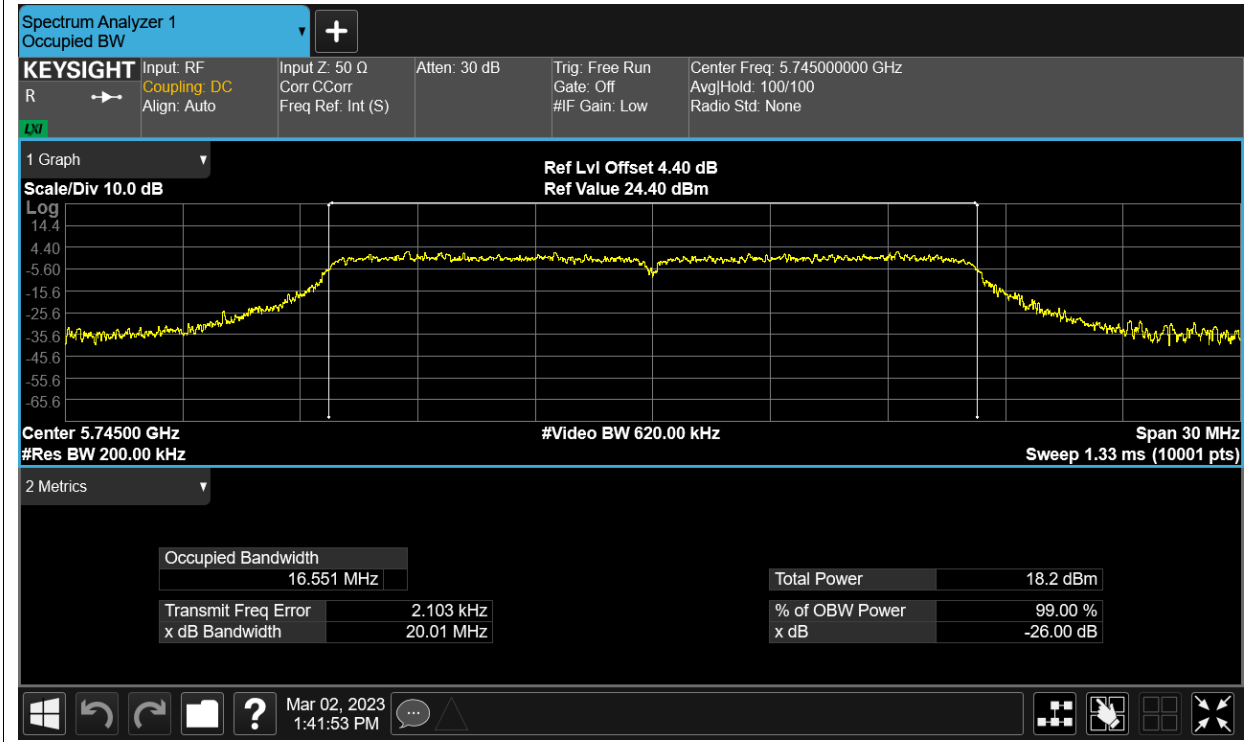 Spectrum Analyzer 1
Occupied BW
KEYSIGHT
R
LXI
Input: RF
Coupling: DC
Align: Auto
Input Z: 50 Ω
Corr CCorr
Freq Ref: Int (S)
Atten: 30 dB
Trig: Free Run
Gate: Off
#IF Gain: Low
Center Freq: 5.745000000 GHz
Avg|Hold: 100/100
Radio Std: None
1 Graph
Scale/Div 10.0 dB
Ref Lvl Offset 4.40 dB
Ref Value 24.40 dBm
Log
14.4
4.40
-5.60
-15.6
-25.6
-35.6
-45.6
-55.6
-65.6
Center 5.74500 GHz
#Res BW 200.00 kHz
#Video BW 620.00 kHz
Span 30 MHz
Sweep 1.33 ms (10001 pts)
2 Metrics
Occupied Bandwidth
16.551 MHz
Transmit Freq Error 2.103 kHz
x dB Bandwidth 20.01 MHz
Total Power 18.2 dBm
% of OBW Power 99.00 %
x dB -26.00 dB
?
Mar 02, 2023
1:41:53 PM